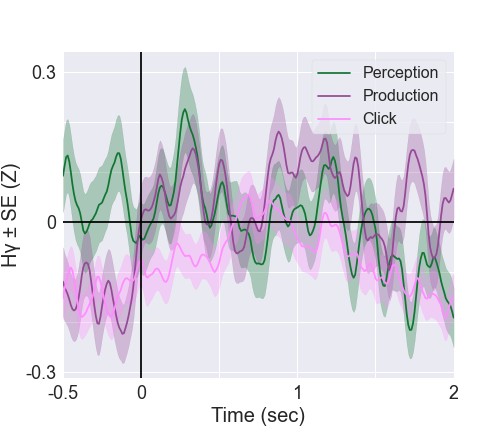 Perception
Production
Click
0.3
0
-0.3
Hγ ± SE (Z)
-0.5
0
1
2
Time (sec)